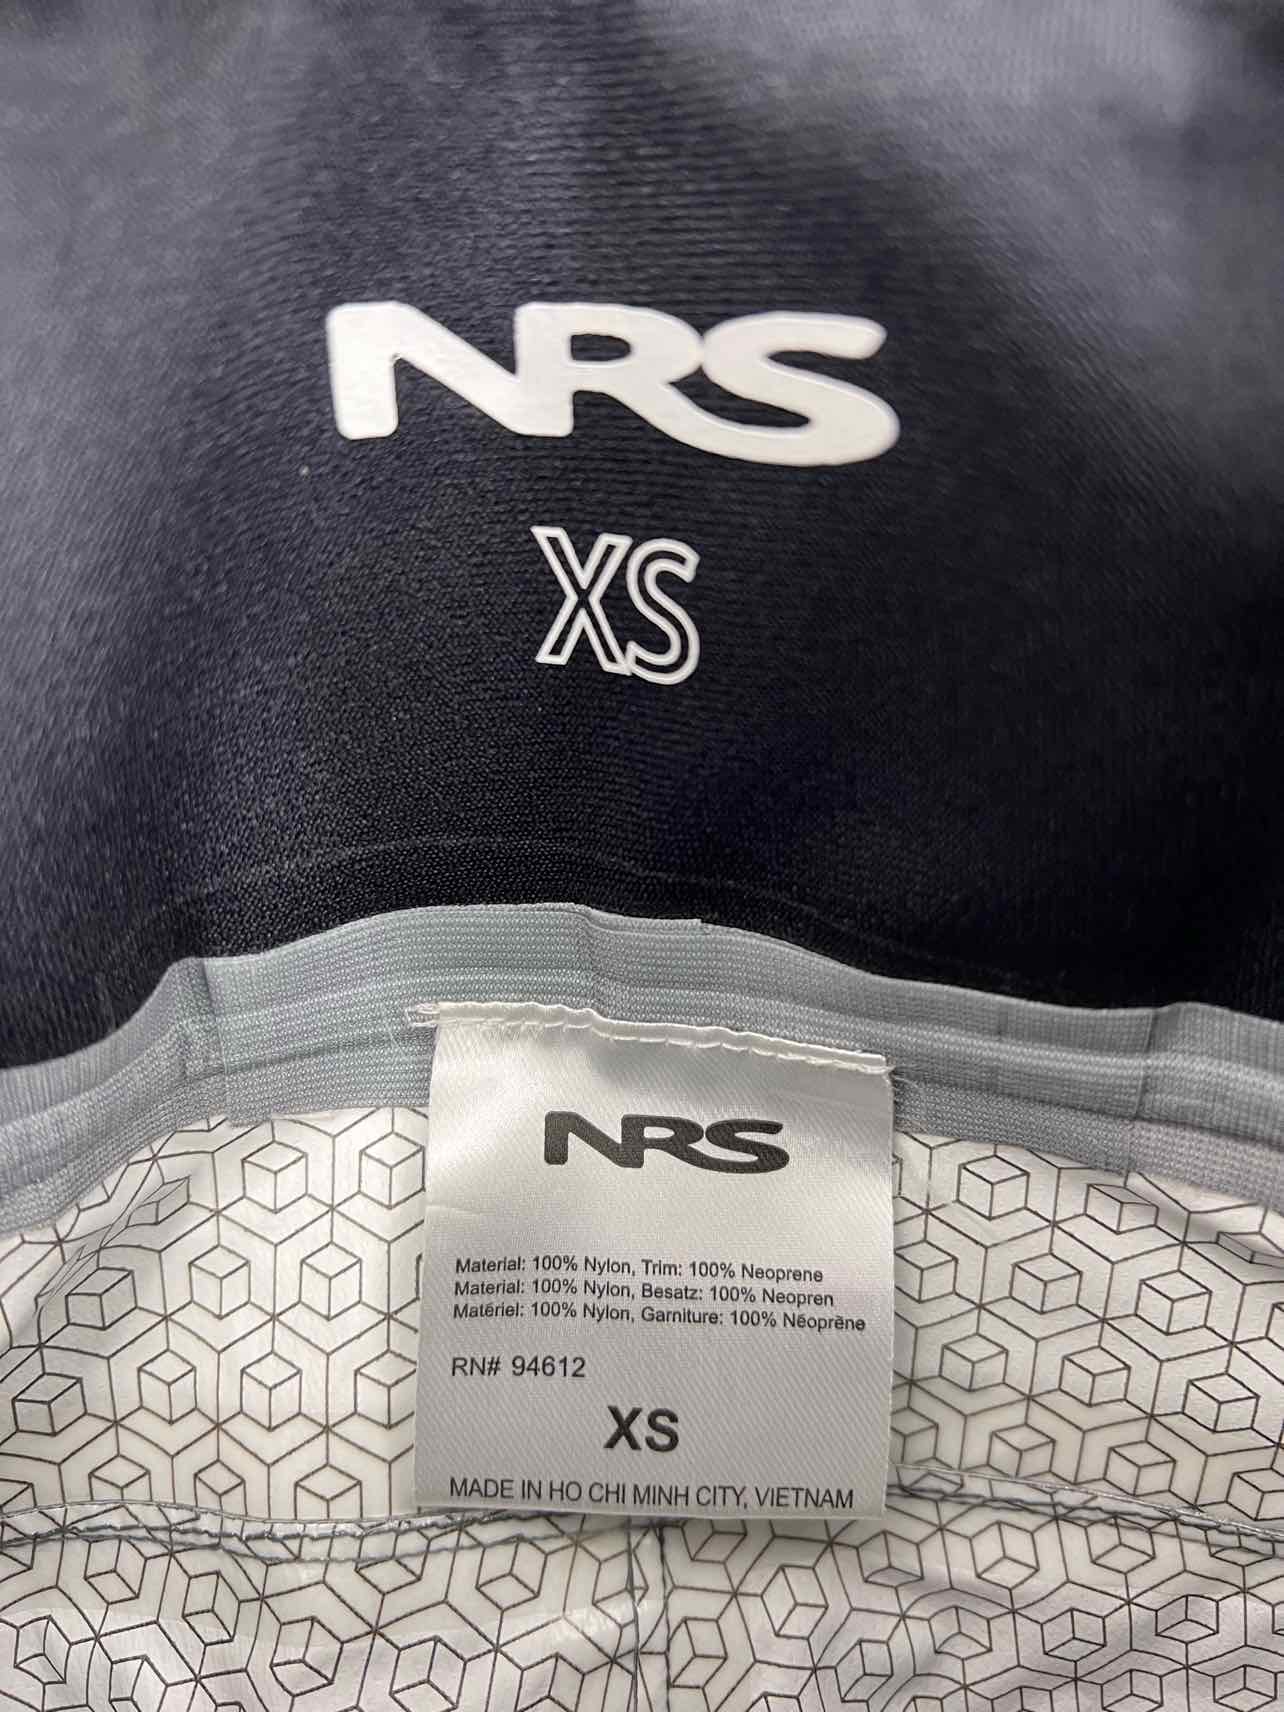 NRS
XS
NRS
Material: 100% Nylon, Trim: 100% Neoprene
Material: 100% Nylon, Besatz: 100% Neopren
Matériel: 100% Nylon, Garniture: 100% Néoprène
RN# 94612
XS
MADE IN HO CHI MINH CITY, VIETNAM